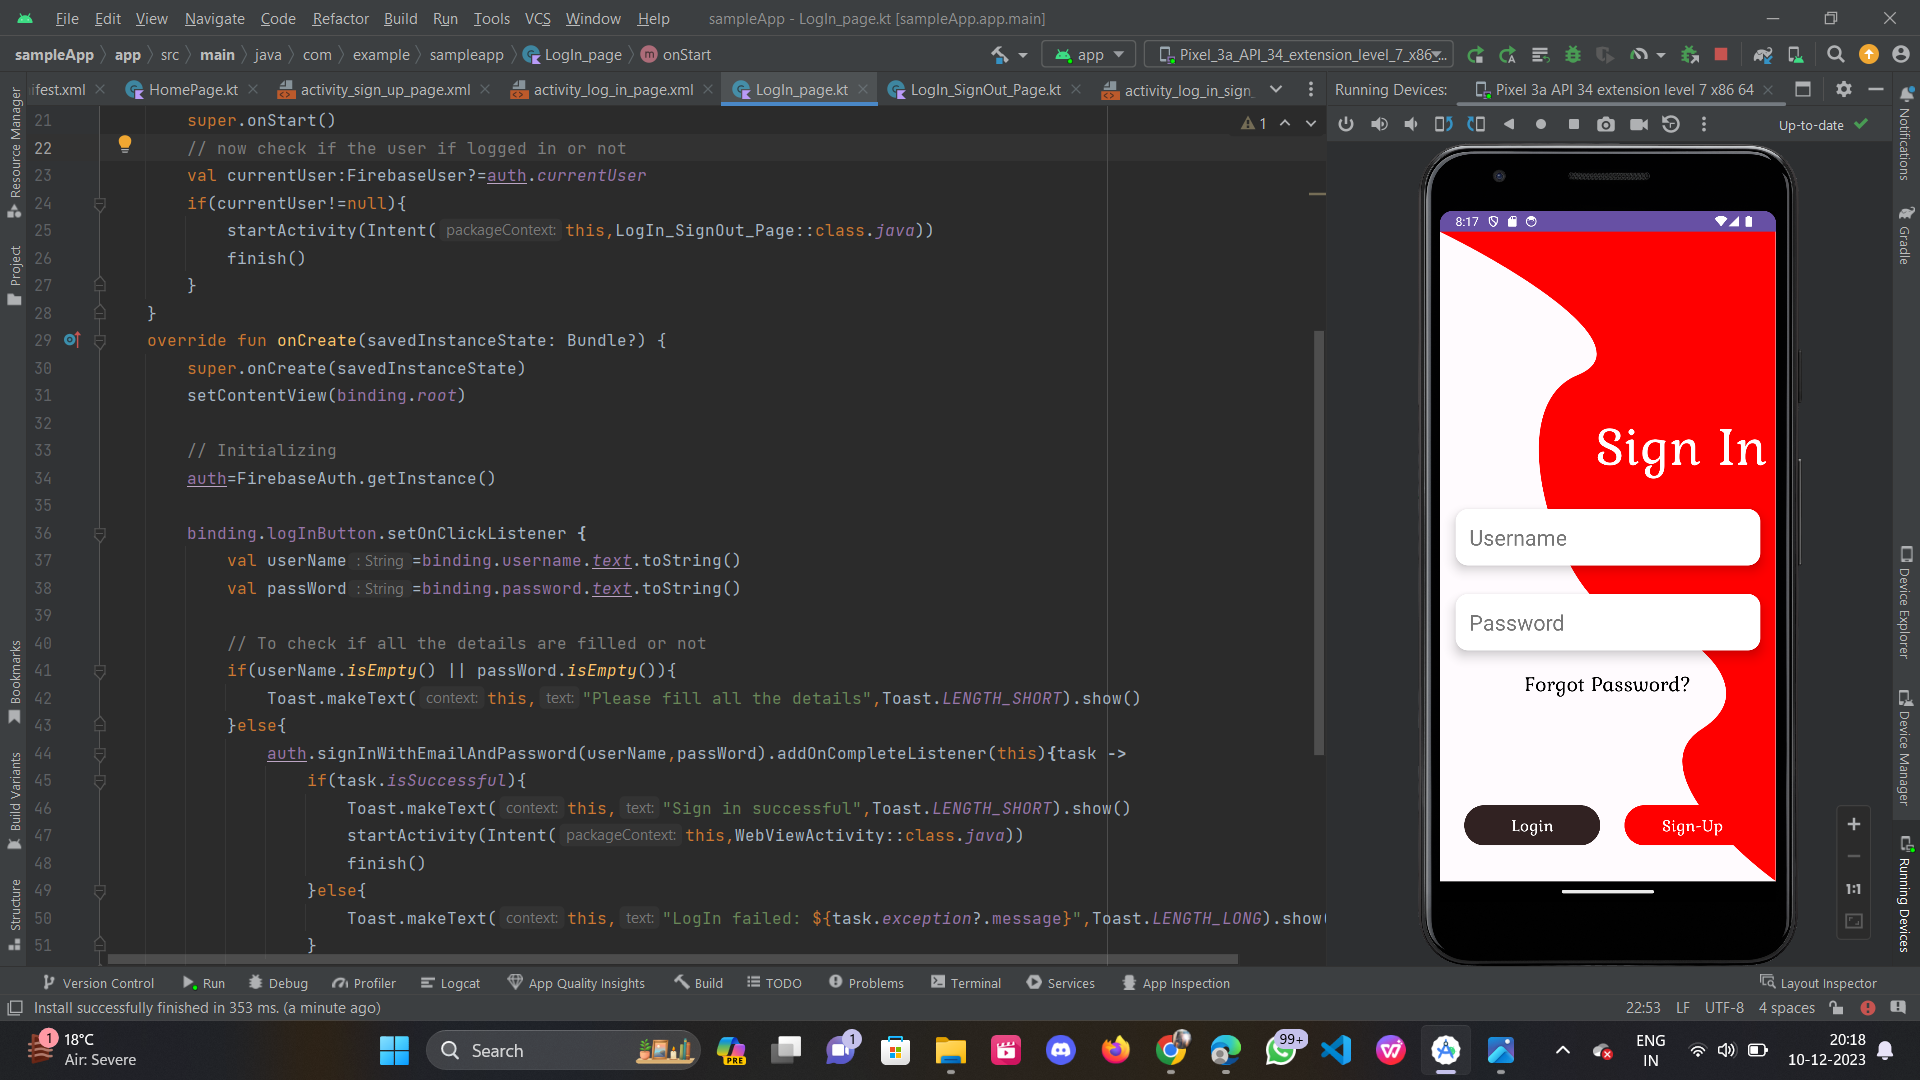 File Edit View Navigate Code Refactor Build Run Tools VCS Window Help sampleApp - LogIn_page.kt [sampleApp.app.main]
sampleApp app src main java com example sampleapp LogIn_page m onStart app Pixel_3a_API_34_extension_level_7_x86...
ifest.xml HomePage.kt activity_sign_up_page.xml activity_log_in_page.xml LogIn_page.kt LogIn_SignOut_Page.kt activity_log_in_sign_
Running Devices: Pixel 3a API 34 extension level 7 x86 64
Up-to-date
1
21 super.onStart()
22 // now check if the user if logged in or not
23 val currentUser:FirebaseUser?=auth.currentUser
24 if(currentUser!=null){
25 startActivity(Intent( packageContext: this,LogIn_SignOut_Page::class.java))
26 finish()
27 }
28 }
29 override fun onCreate(savedInstanceState: Bundle?) {
30 super.onCreate(savedInstanceState)
31 setContentView(binding.root)
32
33 // Initializing
34 auth=FirebaseAuth.getInstance()
35
36 binding.logInButton.setOnClickListener {
37 val userName : String =binding.username.text.toString()
38 val passWord : String =binding.password.text.toString()
39
40 // To check if all the details are filled or not
41 if(userName.isEmpty() || passWord.isEmpty()){
42 Toast.makeText( context: this, text: "Please fill all the details",Toast.LENGTH_SHORT).show()
43 }else{
44 auth.signInWithEmailAndPassword(userName,passWord).addOnCompleteListener(this){task ->
45 if(task.isSuccessful){
46 Toast.makeText( context: this, text: "Sign in successful",Toast.LENGTH_SHORT).show()
47 startActivity(Intent( packageContext: this,WebViewActivity::class.java))
48 finish()
49 }else{
50 Toast.makeText( context: this, text: "LogIn failed: ${task.exception?.message}",Toast.LENGTH_LONG).show(
51 }
Resource Manager
Project
Bookmarks
Build Variants
Structure
8:17
Sign In
Username
Password
Forgot Password?
Login Sign-Up
1:1
Notifications
Gradle
Device Explorer
Device Manager
Running Devices
Version Control Run Debug Profiler Logcat App Quality Insights Build TODO Problems Terminal Services App Inspection Layout Inspector
Install successfully finished in 353 ms. (a minute ago) 22:53 LF UTF-8 4 spaces
1 18°C
Air: Severe
Search
PRE
1
99+
ENG
IN
20:18
10-12-2023